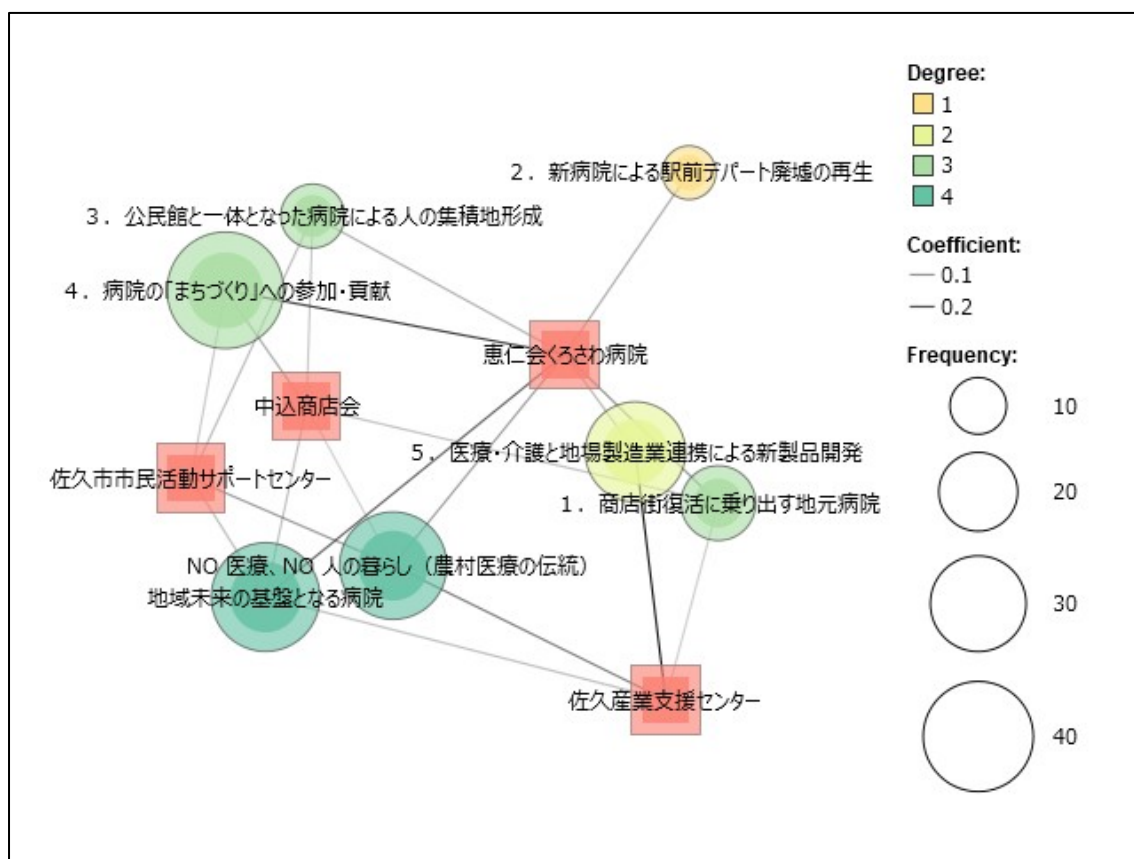 Degree:
1
2
3
4
Coefficient:
0.1
0.2
Frequency:
10
20
30
40
2. 新病院による駅前デパート廃墟の再生
3. 公民館と一体となった病院による人の集積地形成
4. 病院の「まちづくり」への参加・貢献
恵仁会くろさわ病院
中込商店会
5. 医療・介護と地場製造業連携による新製品開発
佐久市市民活動サポートセンター
1. 商店街復活に乗り出す地元病院
NO 医療、NO 人の暮らし（農村医療の伝統）
地域未来の基盤となる病院
佐久産業支援センター